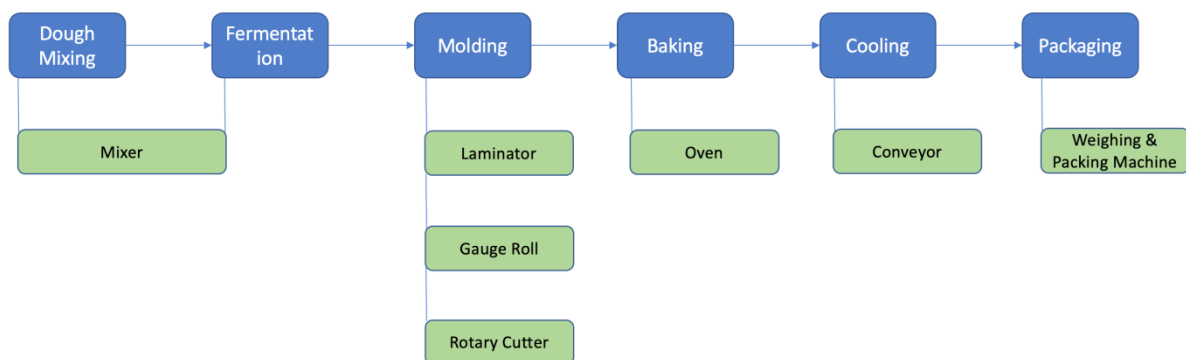 Dough
Mixing
Fermentat
ion
Molding
Baking
Cooling
Packaging
Mixer
Laminator
Oven
Conveyor
Weighing &
Packing Machine
Gauge Roll
Rotary Cutter